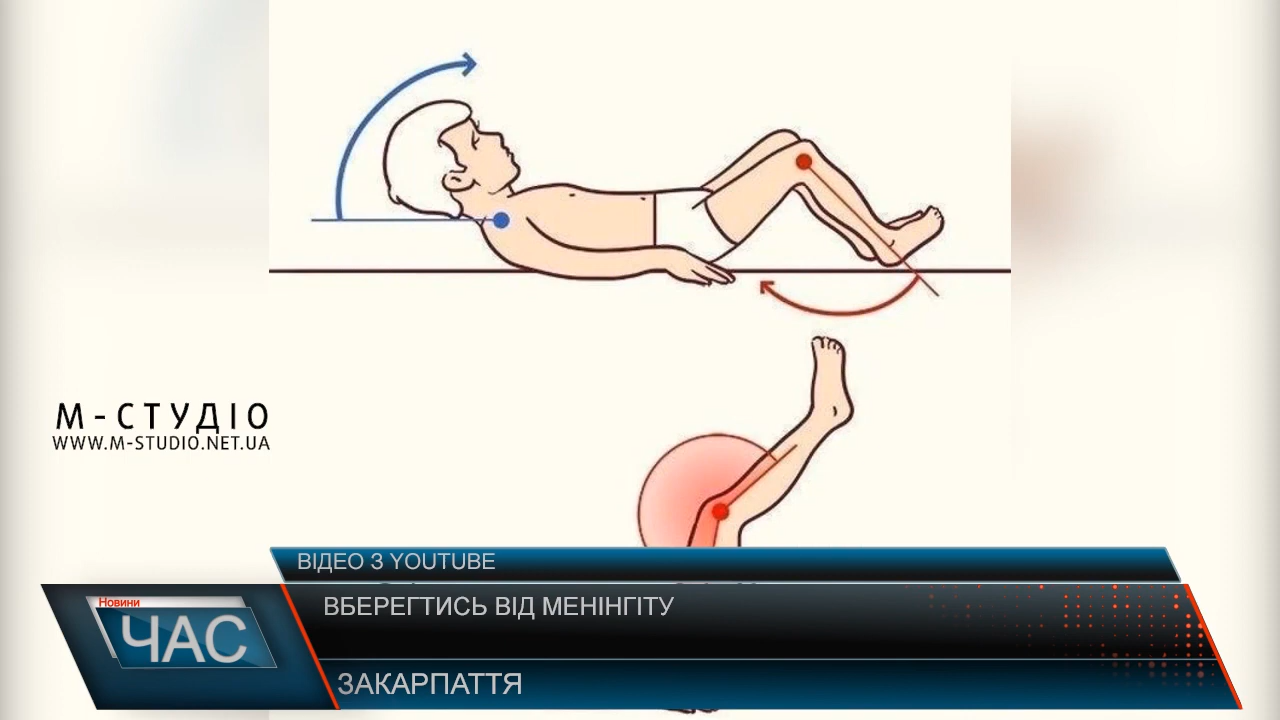 М-СТУДІО
WWW.M-STUDIO.NET.UA
ВІДЕО З YOUTUBE
Новини
ЧАС
ВБЕРЕГТИСЬ ВІД МЕНІНГІТУ
ЗАКАРПАТТЯ